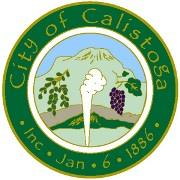 City of Calistoga
· Inc · Jan · 6 · 1886 ·